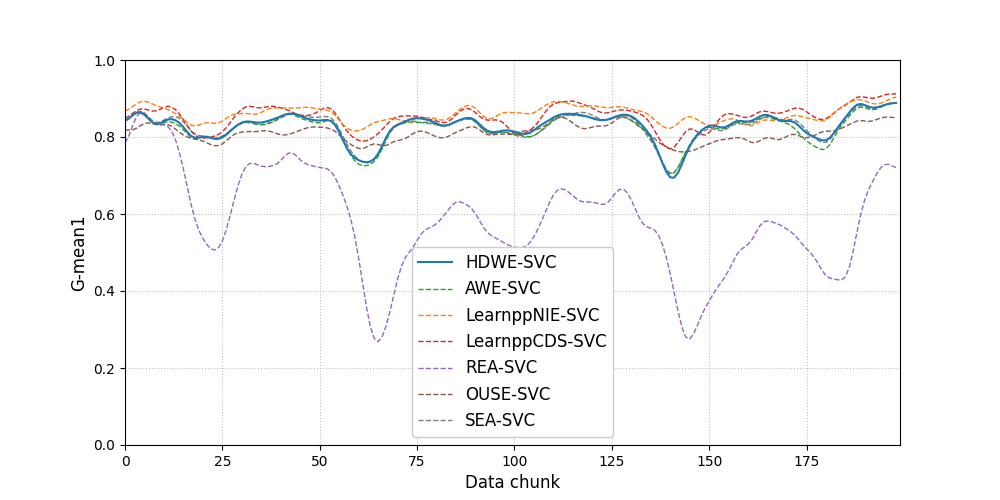 1.0
0.8
0.6
0.4
0.2
0.0
G-mean1
HDWE-SVC
AWE-SVC
LearnppNIE-SVC
LearnppCDS-SVC
REA-SVC
OUSE-SVC
SEA-SVC
0 25 50 75 100 125 150 175
Data chunk